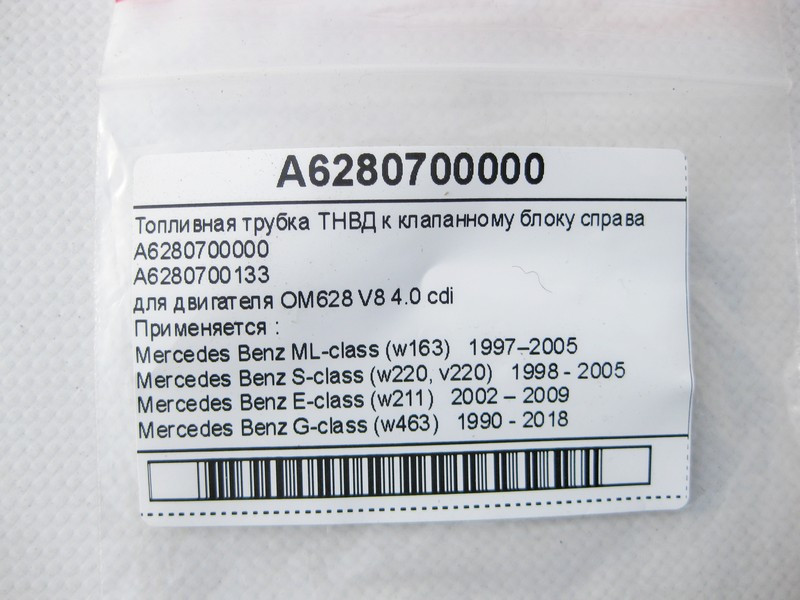 A6280700000
Топливная трубка ТНВД к клапанному блоку справа
A6280700000
A6280700133
для двигателя OM628 V8 4.0 cdi
Применяется :
Mercedes Benz ML-class (w163) 1997–2005
Mercedes Benz S-class (w220, v220) 1998 - 2005
Mercedes Benz E-class (w211) 2002 – 2009
Mercedes Benz G-class (w463) 1990 - 2018